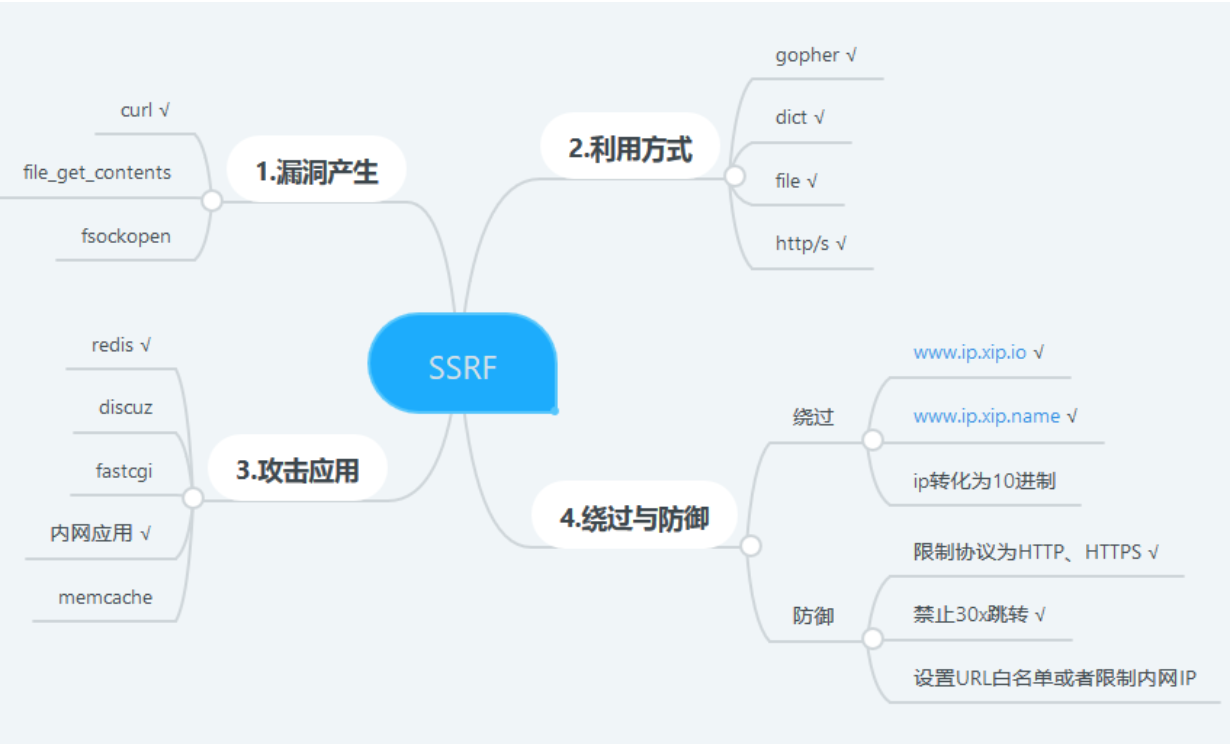 SSRF
1.漏洞产生
curl √
file_get_contents
fsockopen
2.利用方式
gopher √
dict √
file √
http/s √
3.攻击应用
redis √
discuz
fastcgi
内网应用 √
memcache
4.绕过与防御
绕过
www.ip.xip.io √
www.ip.xip.name √
ip转化为10进制
防御
限制协议为HTTP、HTTPS √
禁止30x跳转 √
设置URL白名单或者限制内网IP